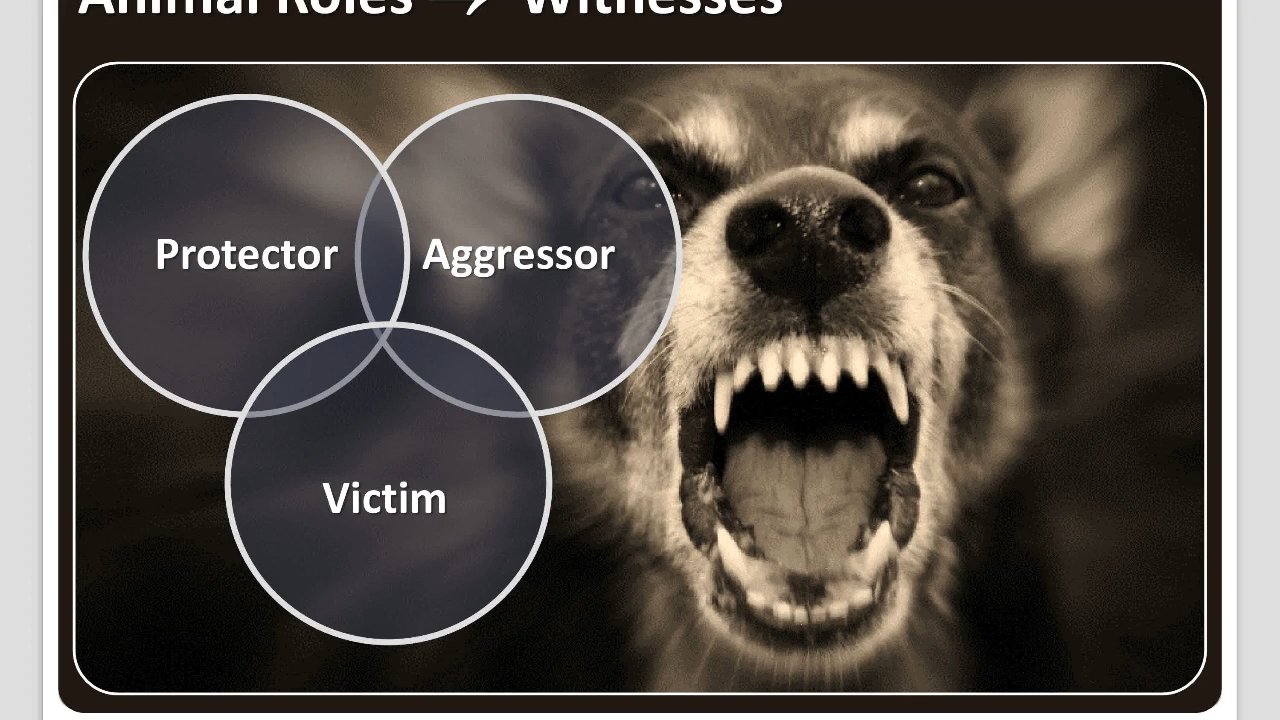 Animal Roles → Witnesses
Protector
Aggressor
Victim